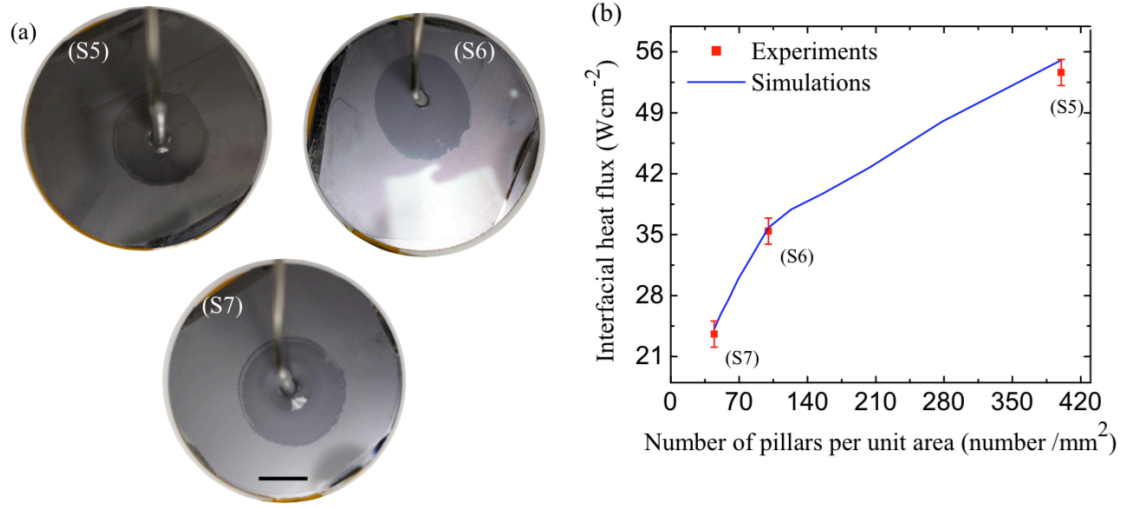 (a)
(S5)
(S6)
(S7)
(b)
Interfacial heat flux (Wcm⁻²)
56
49
42
35
28
21
Experiments
Simulations
(S5)
(S6)
(S7)
0 70 140 210 280 350 420
Number of pillars per unit area (number /mm²)